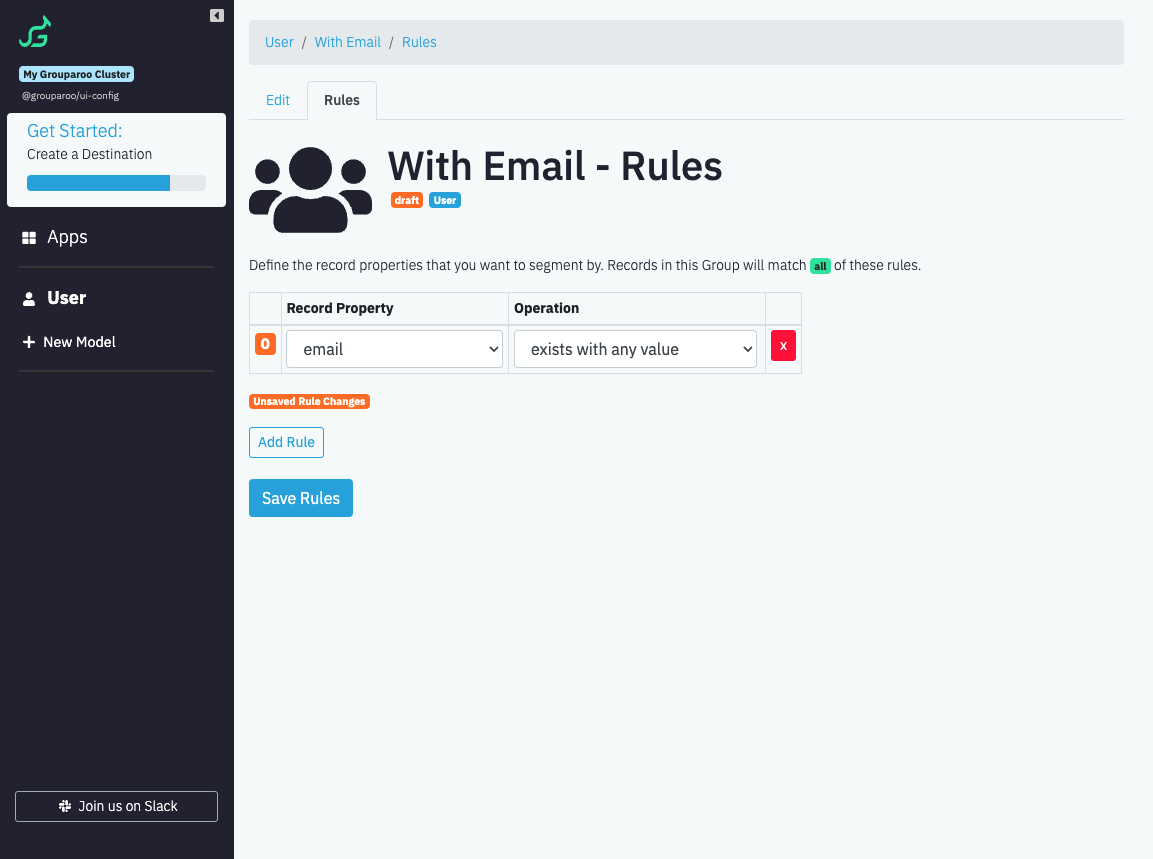 My Grouparoo Cluster
@grouparoo/ui-config
Get Started:
Create a Destination
Apps
User
New Model
Join us on Slack
User / With Email / Rules
Edit Rules
With Email - Rules
draft User
Define the record properties that you want to segment by. Records in this Group will match all of these rules.
Record Property Operation
0 email exists with any value x
Unsaved Rule Changes
Add Rule
Save Rules